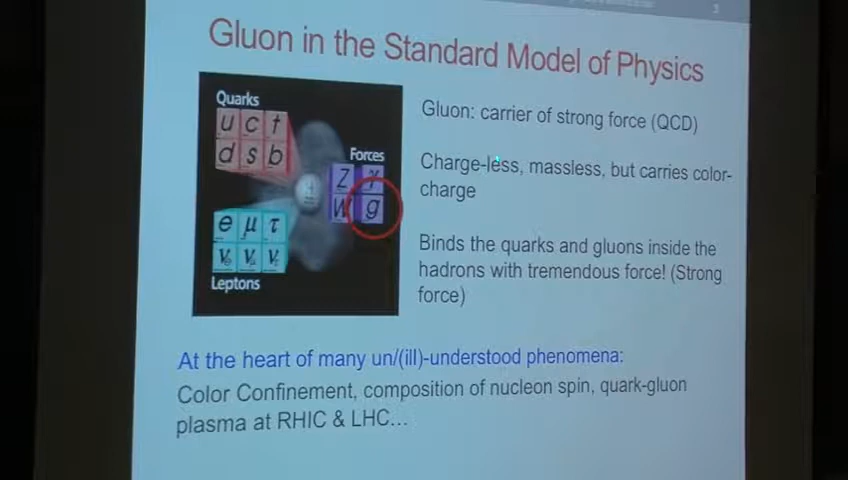 3
Gluon in the Standard Model of Physics
Quarks
u c t
d s b
Forces
Z γ
W g
e μ τ
ν ν ν
Leptons
Gluon: carrier of strong force (QCD)
Charge-less, massless, but carries color-
charge
Binds the quarks and gluons inside the
hadrons with tremendous force! (Strong
force)
At the heart of many un/(ill)-understood phenomena:
Color Confinement, composition of nucleon spin, quark-gluon
plasma at RHIC & LHC...